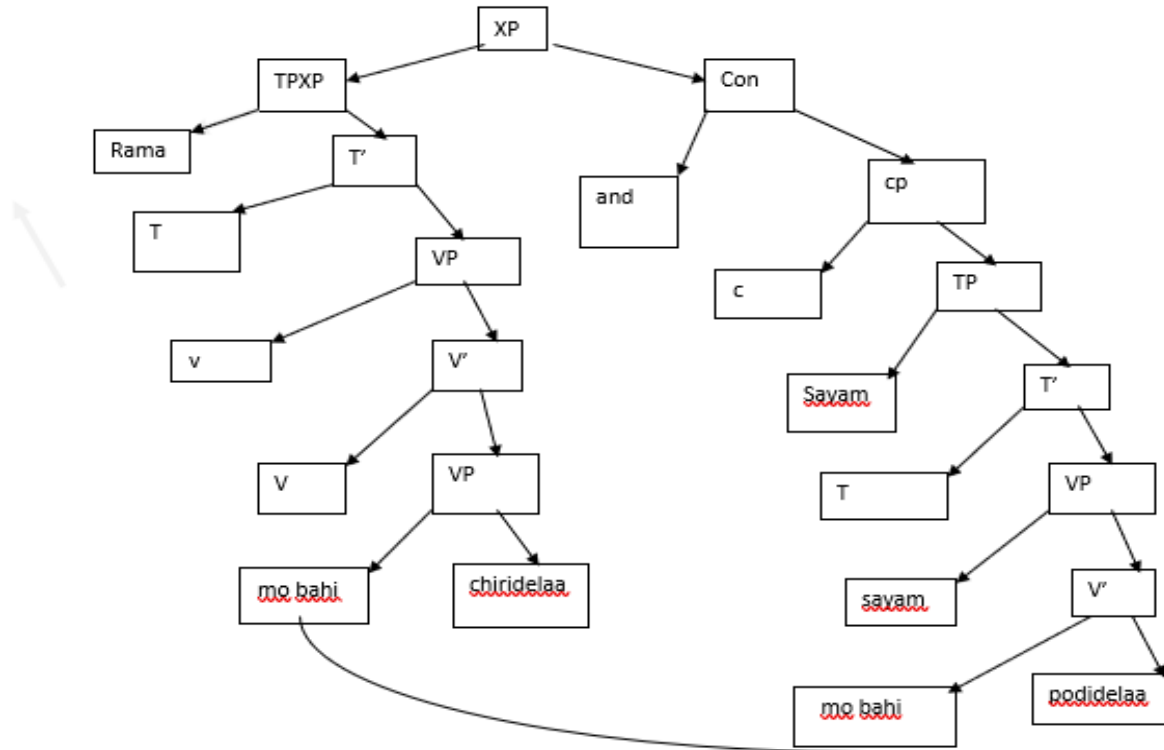 XP
TPXP
Con
Rama
T’
and
cp
T
VP
c
TP
v
V’
Sayam
T’
V
VP
T
VP
mo bahi
chiridelaa
sayam
V’
mo bahi
podidelaa